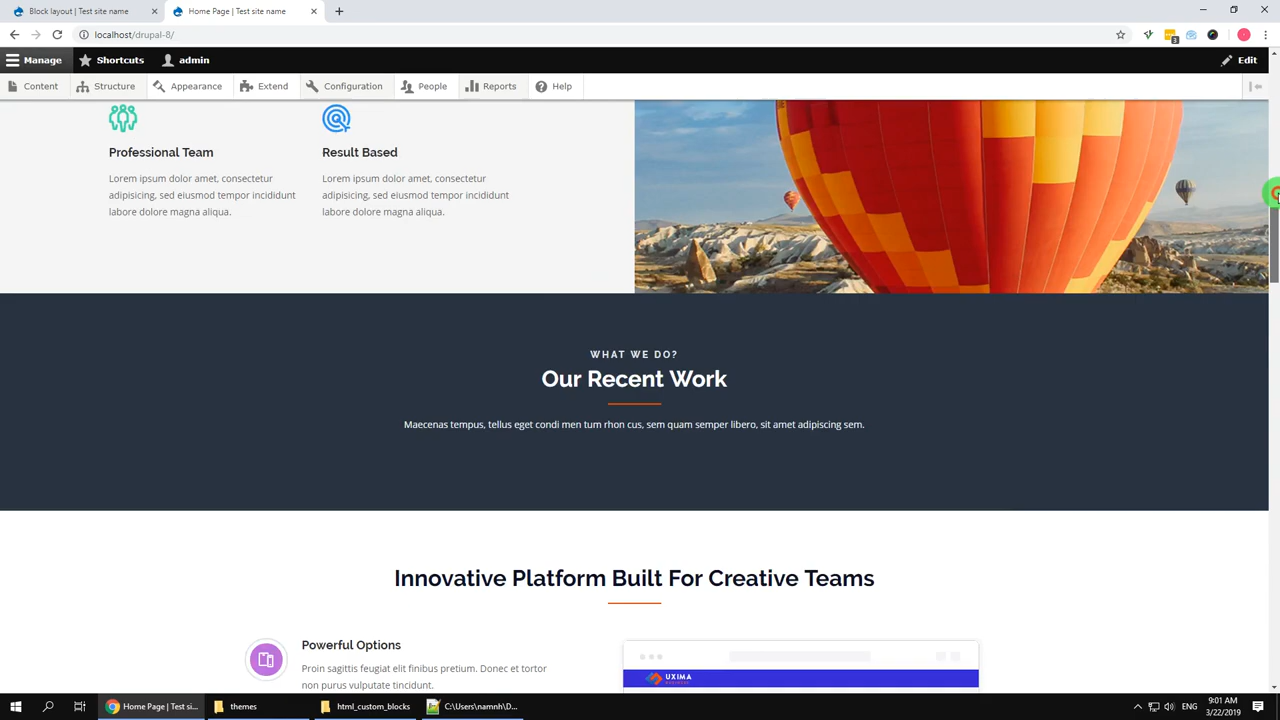 Block layout | Test site name
Home Page | Test site name
localhost/drupal-8/
3
Manage
Shortcuts
admin
Edit
Content
Structure
Appearance
Extend
Configuration
People
Reports
Help
Professional Team
Lorem ipsum dolor amet, consectetur
adipisicing, sed eiusmod tempor incididunt
labore dolore magna aliqua.
Result Based
Lorem ipsum dolor amet, consectetur
adipisicing, sed eiusmod tempor incididunt
labore dolore magna aliqua.
WHAT WE DO?
Our Recent Work
Maecenas tempus, tellus eget condi men tum rhon cus, sem quam semper libero, sit amet adipiscing sem.
Innovative Platform Built For Creative Teams
Powerful Options
Proin sagittis feugiat elit finibus pretium. Donec et tortor
non purus vulputate tincidunt.
UXIMA
Home Page | Test si...
themes
html_custom_blocks
C:\Users\namnh\D...
ENG
9:01 AM
3/22/2019